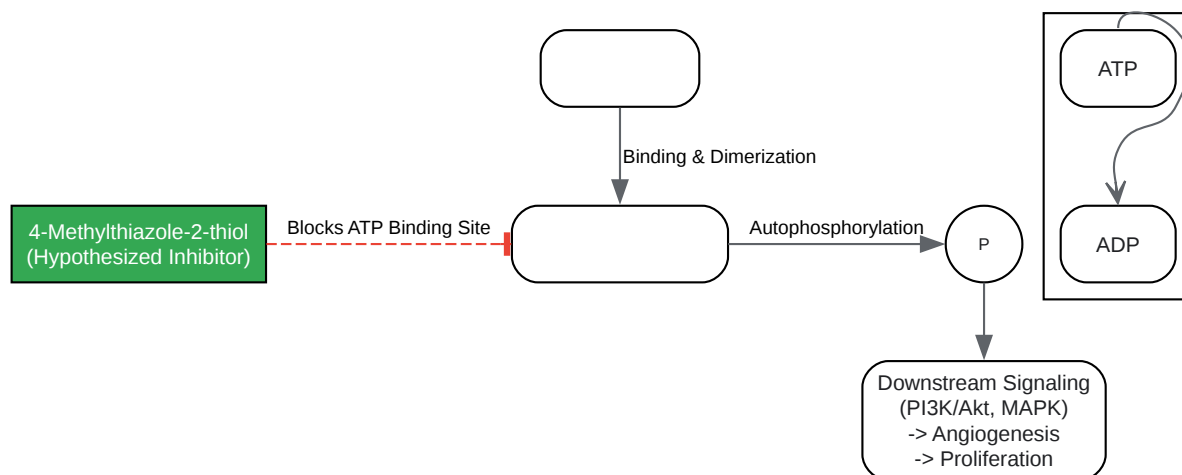 ATP
Binding & Dimerization
4-Methylthiazole-2-thiol
(Hypothesized Inhibitor)
Blocks ATP Binding Site
Autophosphorylation
P
ADP
Downstream Signaling
(PI3K/Akt, MAPK)
-> Angiogenesis
-> Proliferation